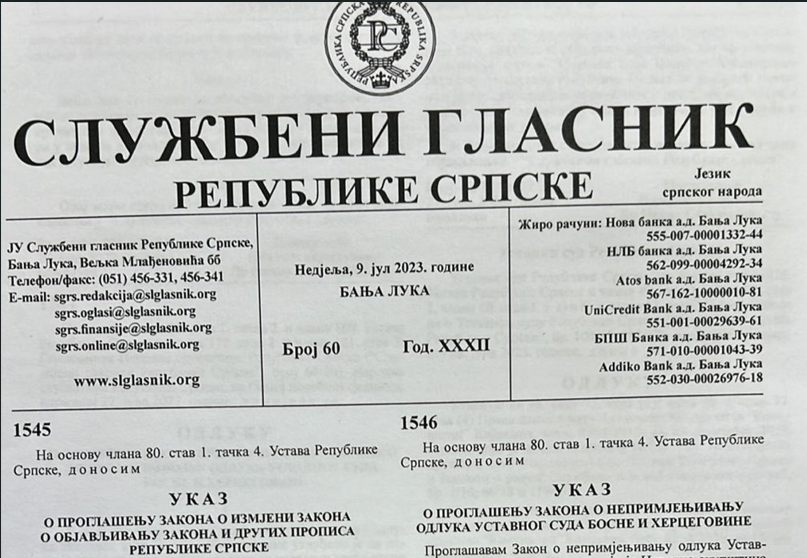 РЕПУБЛИКА СРПСКА
REPUBLIKA SRPSKA
РС
СЛУЖБЕНИ ГЛАСНИК
РЕПУБЛИКЕ СРПСКЕ
Језик
српског народа
ЈУ Службени гласник Републике Српске,
Бања Лука, Вељка Млађеновића бб
Телефон/факс: (051) 456-331, 456-341
E-mail: sgrs.redakcija@slglasnik.org
sgrs.oglasi@slglasnik.org
sgrs.finansije@slglasnik.org
sgrs.online@slglasnik.org
www.slglasnik.org
Недјеља, 9. јул 2023. године
БАЊА ЛУКА
Број 60 Год. XXXII
Жиро рачуни: Нова банка а.д. Бања Лука
555-007-00001332-44
НЛБ банка а.д. Бања Лука
562-099-00004292-34
Atos bank а.д. Бања Лука
567-162-10000010-81
UniCredit Bank а.д. Бања Лука
551-001-00029639-61
БПШ Банка а.д. Бања Лука
571-010-00001043-39
Addiko Bank а.д. Бања Лука
552-030-00026976-18
1545
На основу члана 80. став 1. тачка 4. Устава Републике
Српске, д о н о с и м
У К А З
О ПРОГЛАШЕЊУ ЗАКОНА О ИЗМЈЕНИ ЗАКОНА
О ОБЈАВЉИВАЊУ ЗАКОНА И ДРУГИХ ПРОПИСА
РЕПУБЛИКЕ СРПСКЕ
1546
На основу члана 80. став 1. тачка 4. Устава Републике
Српске, д о н о с и м
У К А З
О ПРОГЛАШЕЊУ ЗАКОНА О НЕПРИМЈЕЊИВАЊУ
ОДЛУКА УСТАВНОГ СУДА БОСНЕ И ХЕРЦЕГОВИНЕ
Проглашавам Закон о непримјењивању одлука Устав-